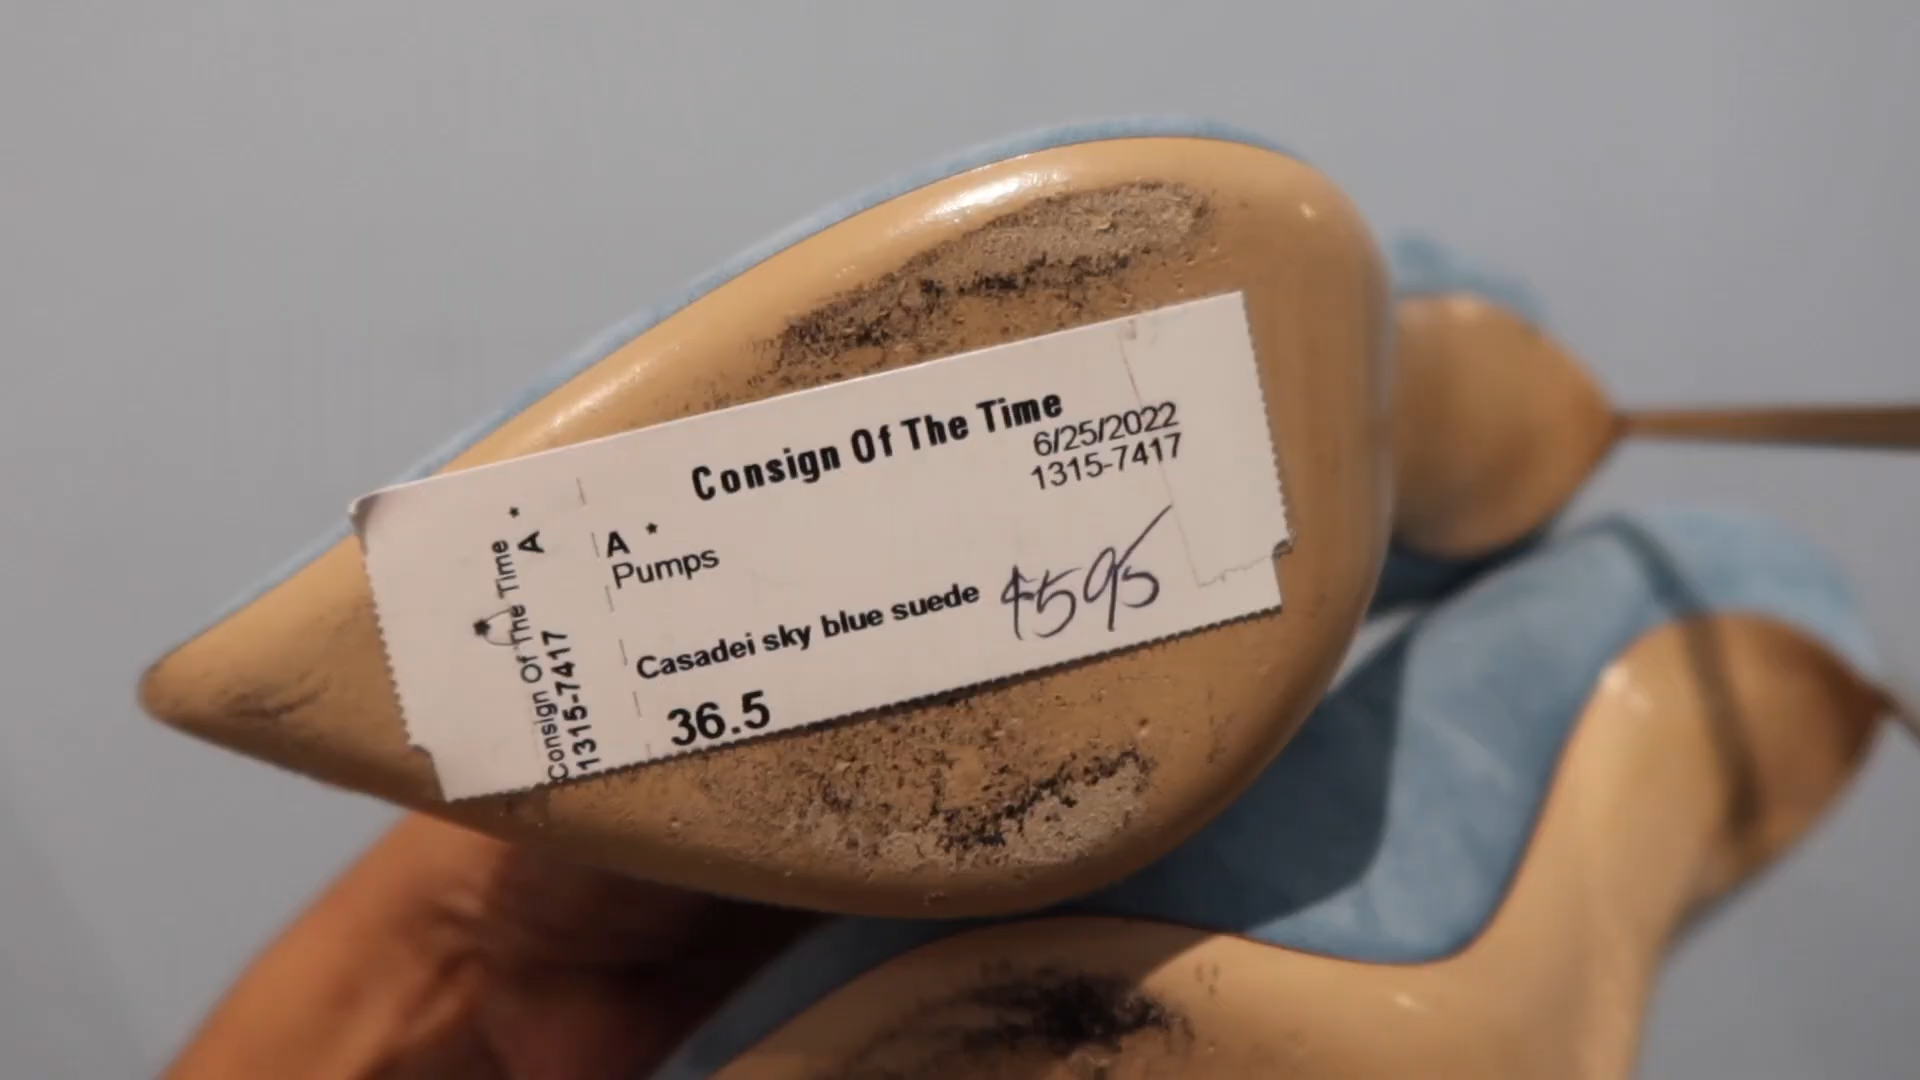 Consign Of The Time
6/25/2022
1315-7417
A *
Pumps
Casadei sky blue suede
$595
36.5
A *
Consign Of The Time
1315-7417